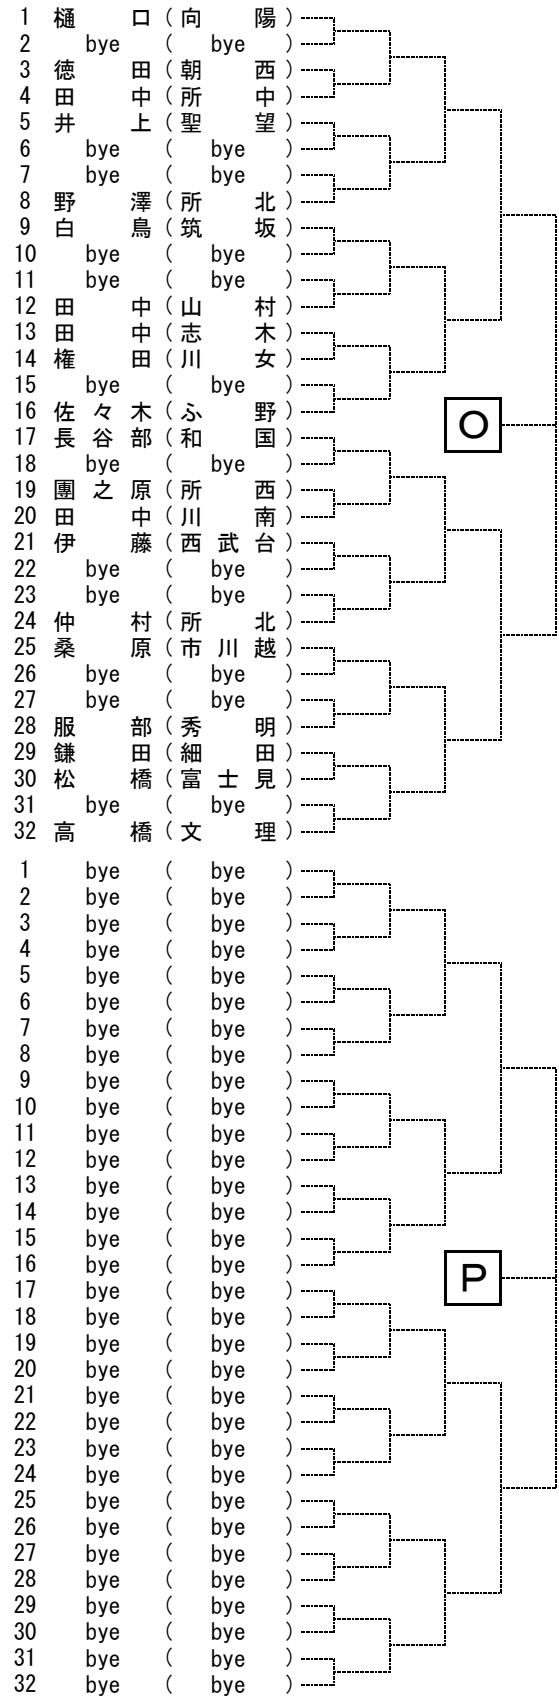 1 樋口(向陽)
2 bye ( bye )
3 徳田(朝西)
4 田中(所中)
5 井上(聖望)
6 bye ( bye )
7 bye ( bye )
8 野澤(所北)
9 白鳥(筑坂)
10 bye ( bye )
11 bye ( bye )
12 田中(山村)
13 田中(志木)
14 権田(川女)
15 bye ( bye )
16 佐々木(ふ野)
O
17 長谷部(和国)
18 bye ( bye )
19 團之原(所西)
20 田中(川南)
21 伊藤(西武台)
22 bye ( bye )
23 bye ( bye )
24 仲村(所北)
25 桑原(市川越)
26 bye ( bye )
27 bye ( bye )
28 服部(秀明)
29 鎌田(細田)
30 松橋(富士見)
31 bye ( bye )
32 高橋(文理)
1 bye ( bye )
2 bye ( bye )
3 bye ( bye )
4 bye ( bye )
5 bye ( bye )
6 bye ( bye )
7 bye ( bye )
8 bye ( bye )
9 bye ( bye )
10 bye ( bye )
11 bye ( bye )
12 bye ( bye )
13 bye ( bye )
14 bye ( bye )
15 bye ( bye )
16 bye ( bye )
P
17 bye ( bye )
18 bye ( bye )
19 bye ( bye )
20 bye ( bye )
21 bye ( bye )
22 bye ( bye )
23 bye ( bye )
24 bye ( bye )
25 bye ( bye )
26 bye ( bye )
27 bye ( bye )
28 bye ( bye )
29 bye ( bye )
30 bye ( bye )
31 bye ( bye )
32 bye ( bye )